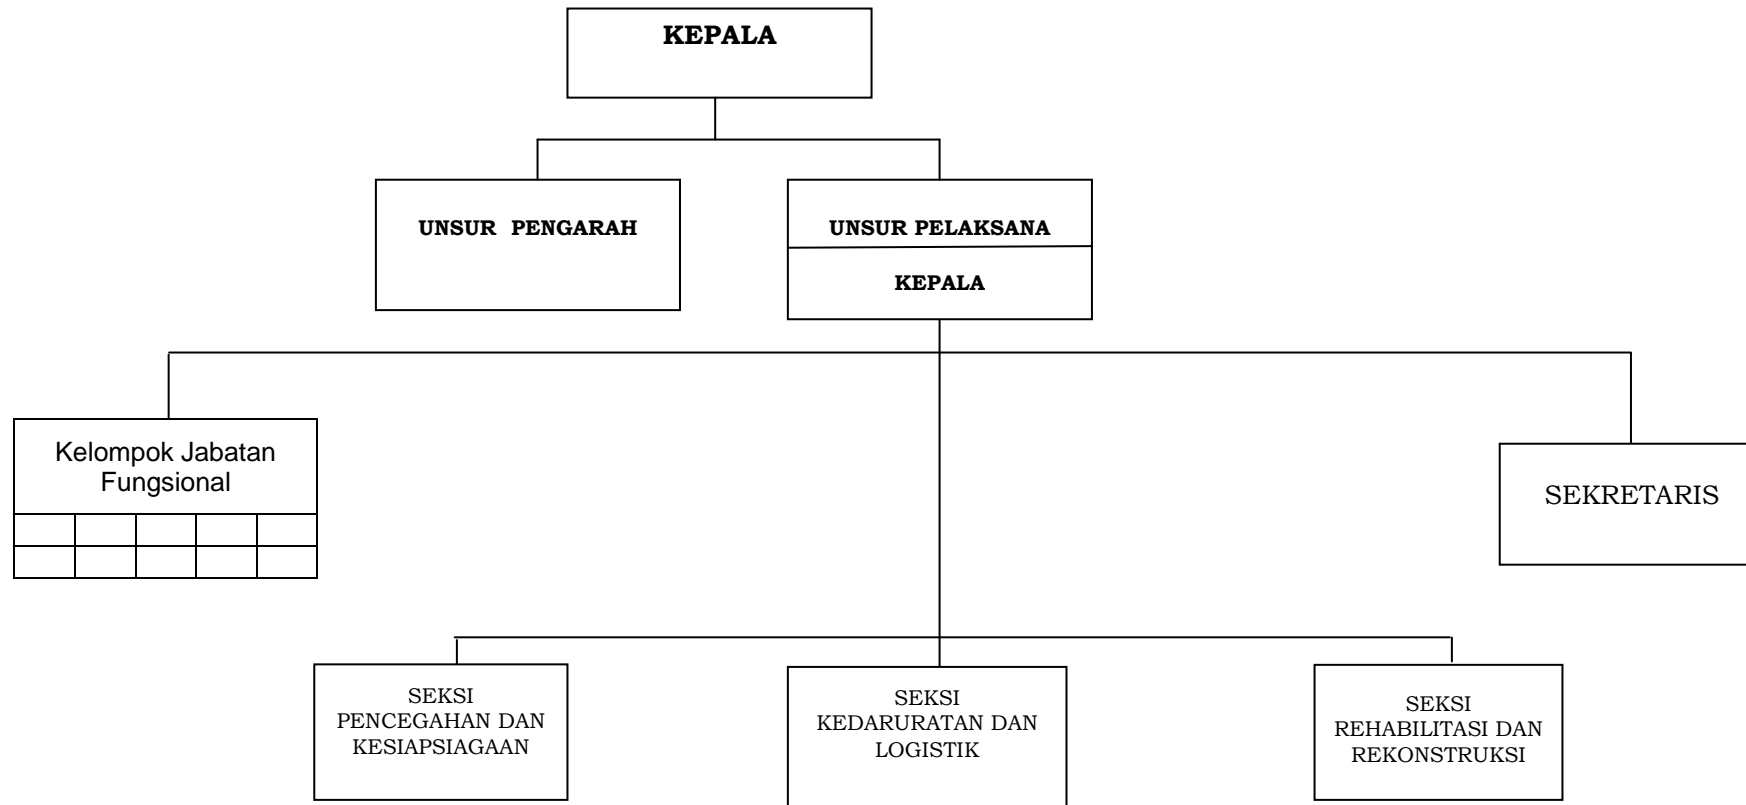 KEPALA
UNSUR PENGARAH
UNSUR PELAKSANA
KEPALA
Kelompok Jabatan
Fungsional
SEKRETARIS
SEKSI
PENCEGAHAN DAN
KESIAPSIAGAAN
SEKSI
KEDARURATAN DAN
LOGISTIK
SEKSI
REHABILITASI DAN
REKONSTRUKSI